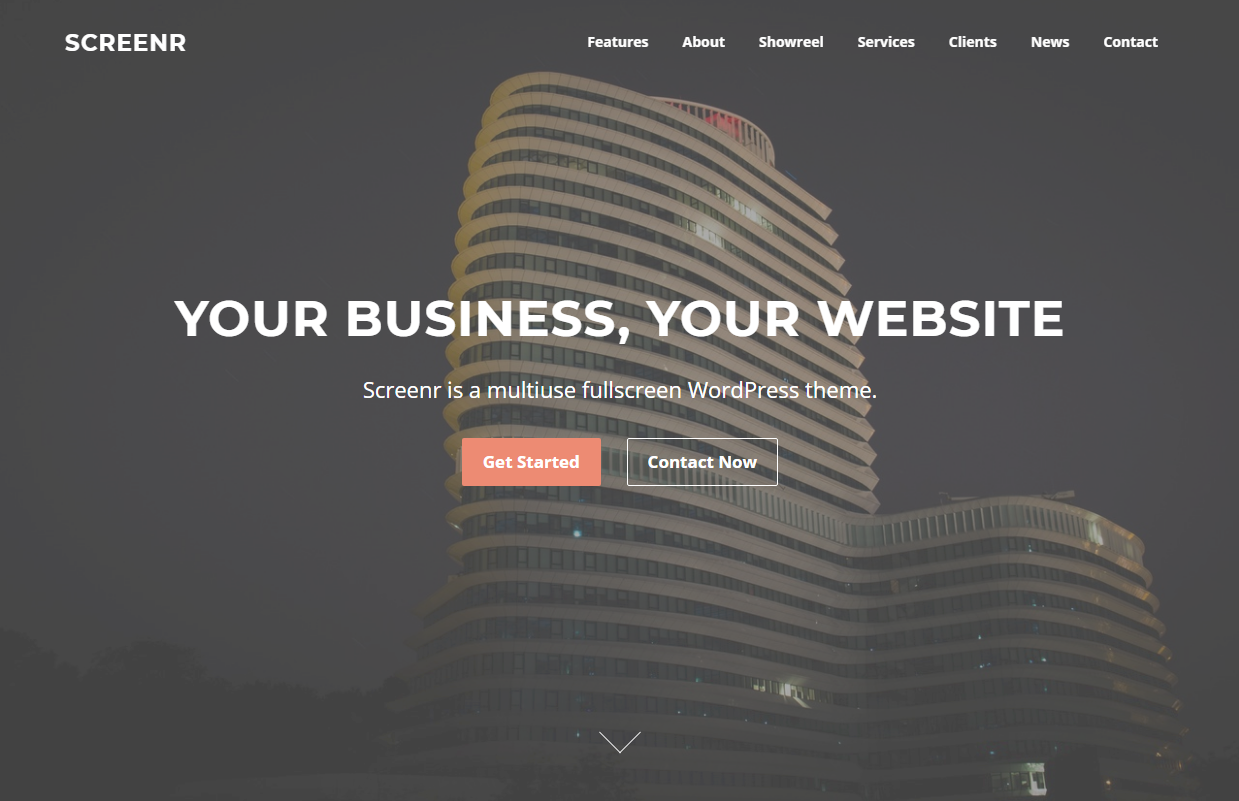 SCREENR
Features About Showreel Services Clients News Contact
YOUR BUSINESS, YOUR WEBSITE
Screenr is a multiuse fullscreen WordPress theme.
Get Started Contact Now